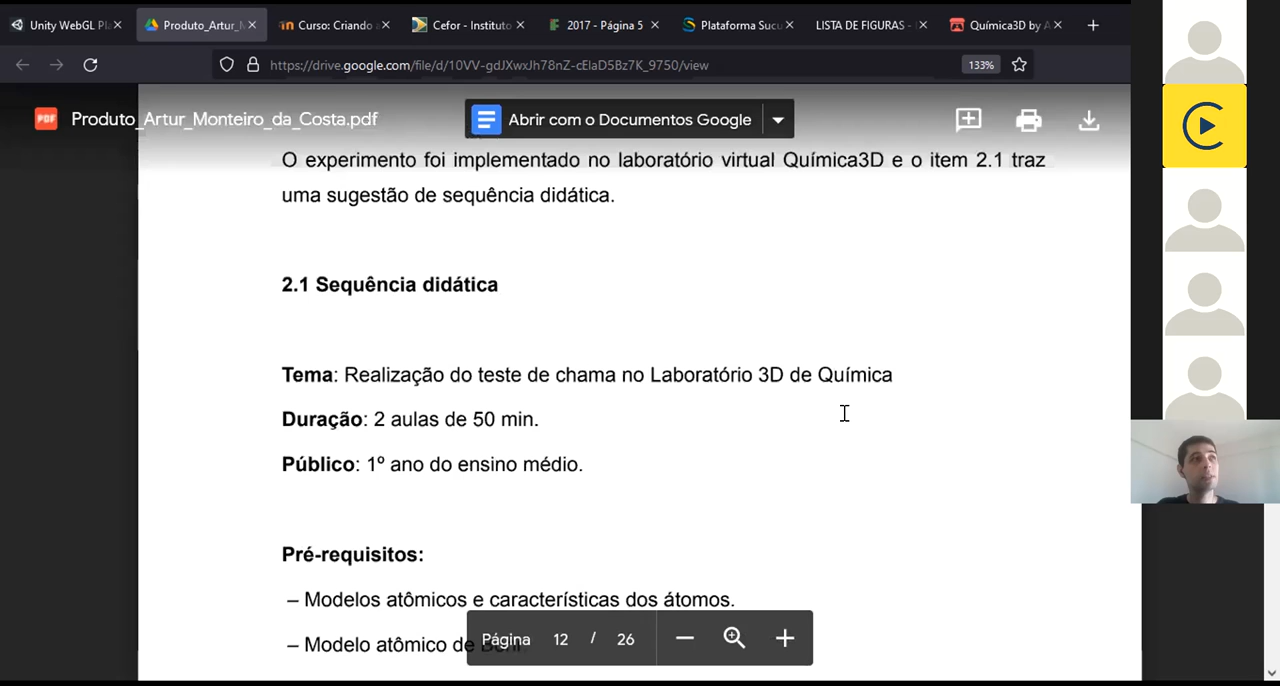 Unity WebGL Pl
Produto_Artur_M
Curso: Criando a
Cefor - Instituto
2017 - Página 5
Plataforma Sucu
LISTA DE FIGURAS -
Química3D by A
https://drive.google.com/file/d/10VV-gdJXwxJh78nZ-cElaD5Bz7K_9750/view
133%
PDF
Produto_Artur_Monteiro_da_Costa.pdf
Abrir com o Documentos Google
O experimento foi implementado no laboratório virtual Química3D e o item 2.1 traz
uma sugestão de sequência didática.
2.1 Sequência didática
Tema: Realização do teste de chama no Laboratório 3D de Química
Duração: 2 aulas de 50 min.
Público: 1º ano do ensino médio.
Pré-requisitos:
– Modelos atômicos e características dos átomos.
– Modelo atômico de Bohr.
Página 12 / 26